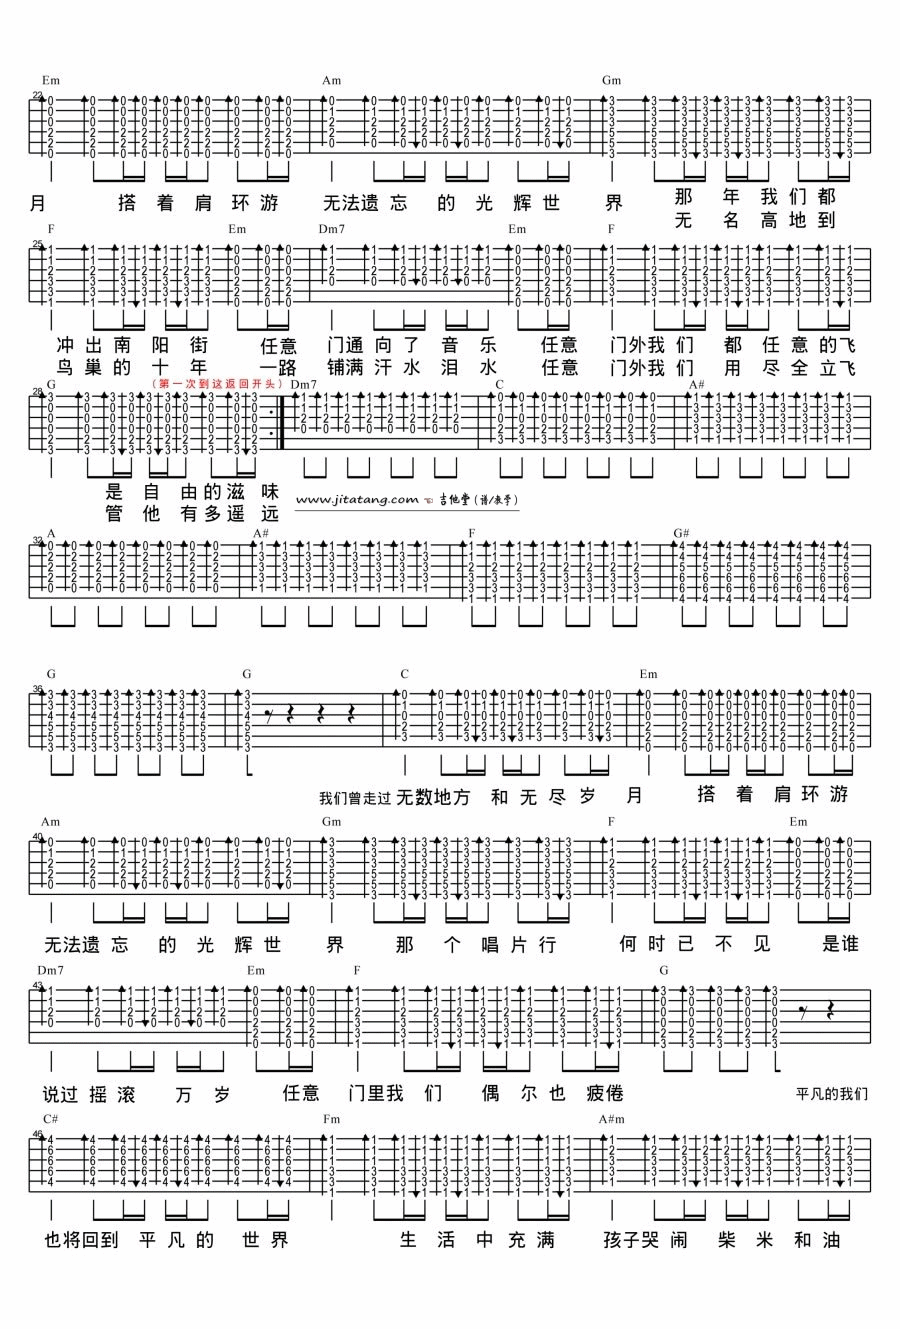 Em Am Gm
22
月 搭 着 肩 环 游 无法遗 忘 的 光 辉 世 界 那 年 我 们 都
无 名 高 地 到
F Em Dm7 Em F
25
冲 出 南 阳 街 任意 门通 向 了 音 乐 任意 门外我 们 都 任 意 的飞
鸟 巢 的 十 年 一路 铺满 汗 水 泪 水 任意 门外我 们 用 尽 全 立飞
G (第一次到这返回开头) Dm7 C A#
28
是 自 由 的 滋 味
管 他 有 多 遥 远
www.jitatang.com 吉他堂(谱/教学)
A A# F G#
32
G G C Em
36
我们曾走过 无数地方 和 无 尽 岁 月 搭 着 肩 环 游
Am Gm F Em
40
无法遗 忘 的 光 辉 世 界 那 个 唱 片 行 何 时 已 不 见 是谁
Dm7 Em F G
43
说过 摇 滚 万 岁 任意 门里我 们 偶 尔 也 疲倦 平凡的我们
C# Fm A#m
46
也将回到 平 凡 的 世 界 生 活 中 充 满 孩子哭 闹 柴 米 和 油